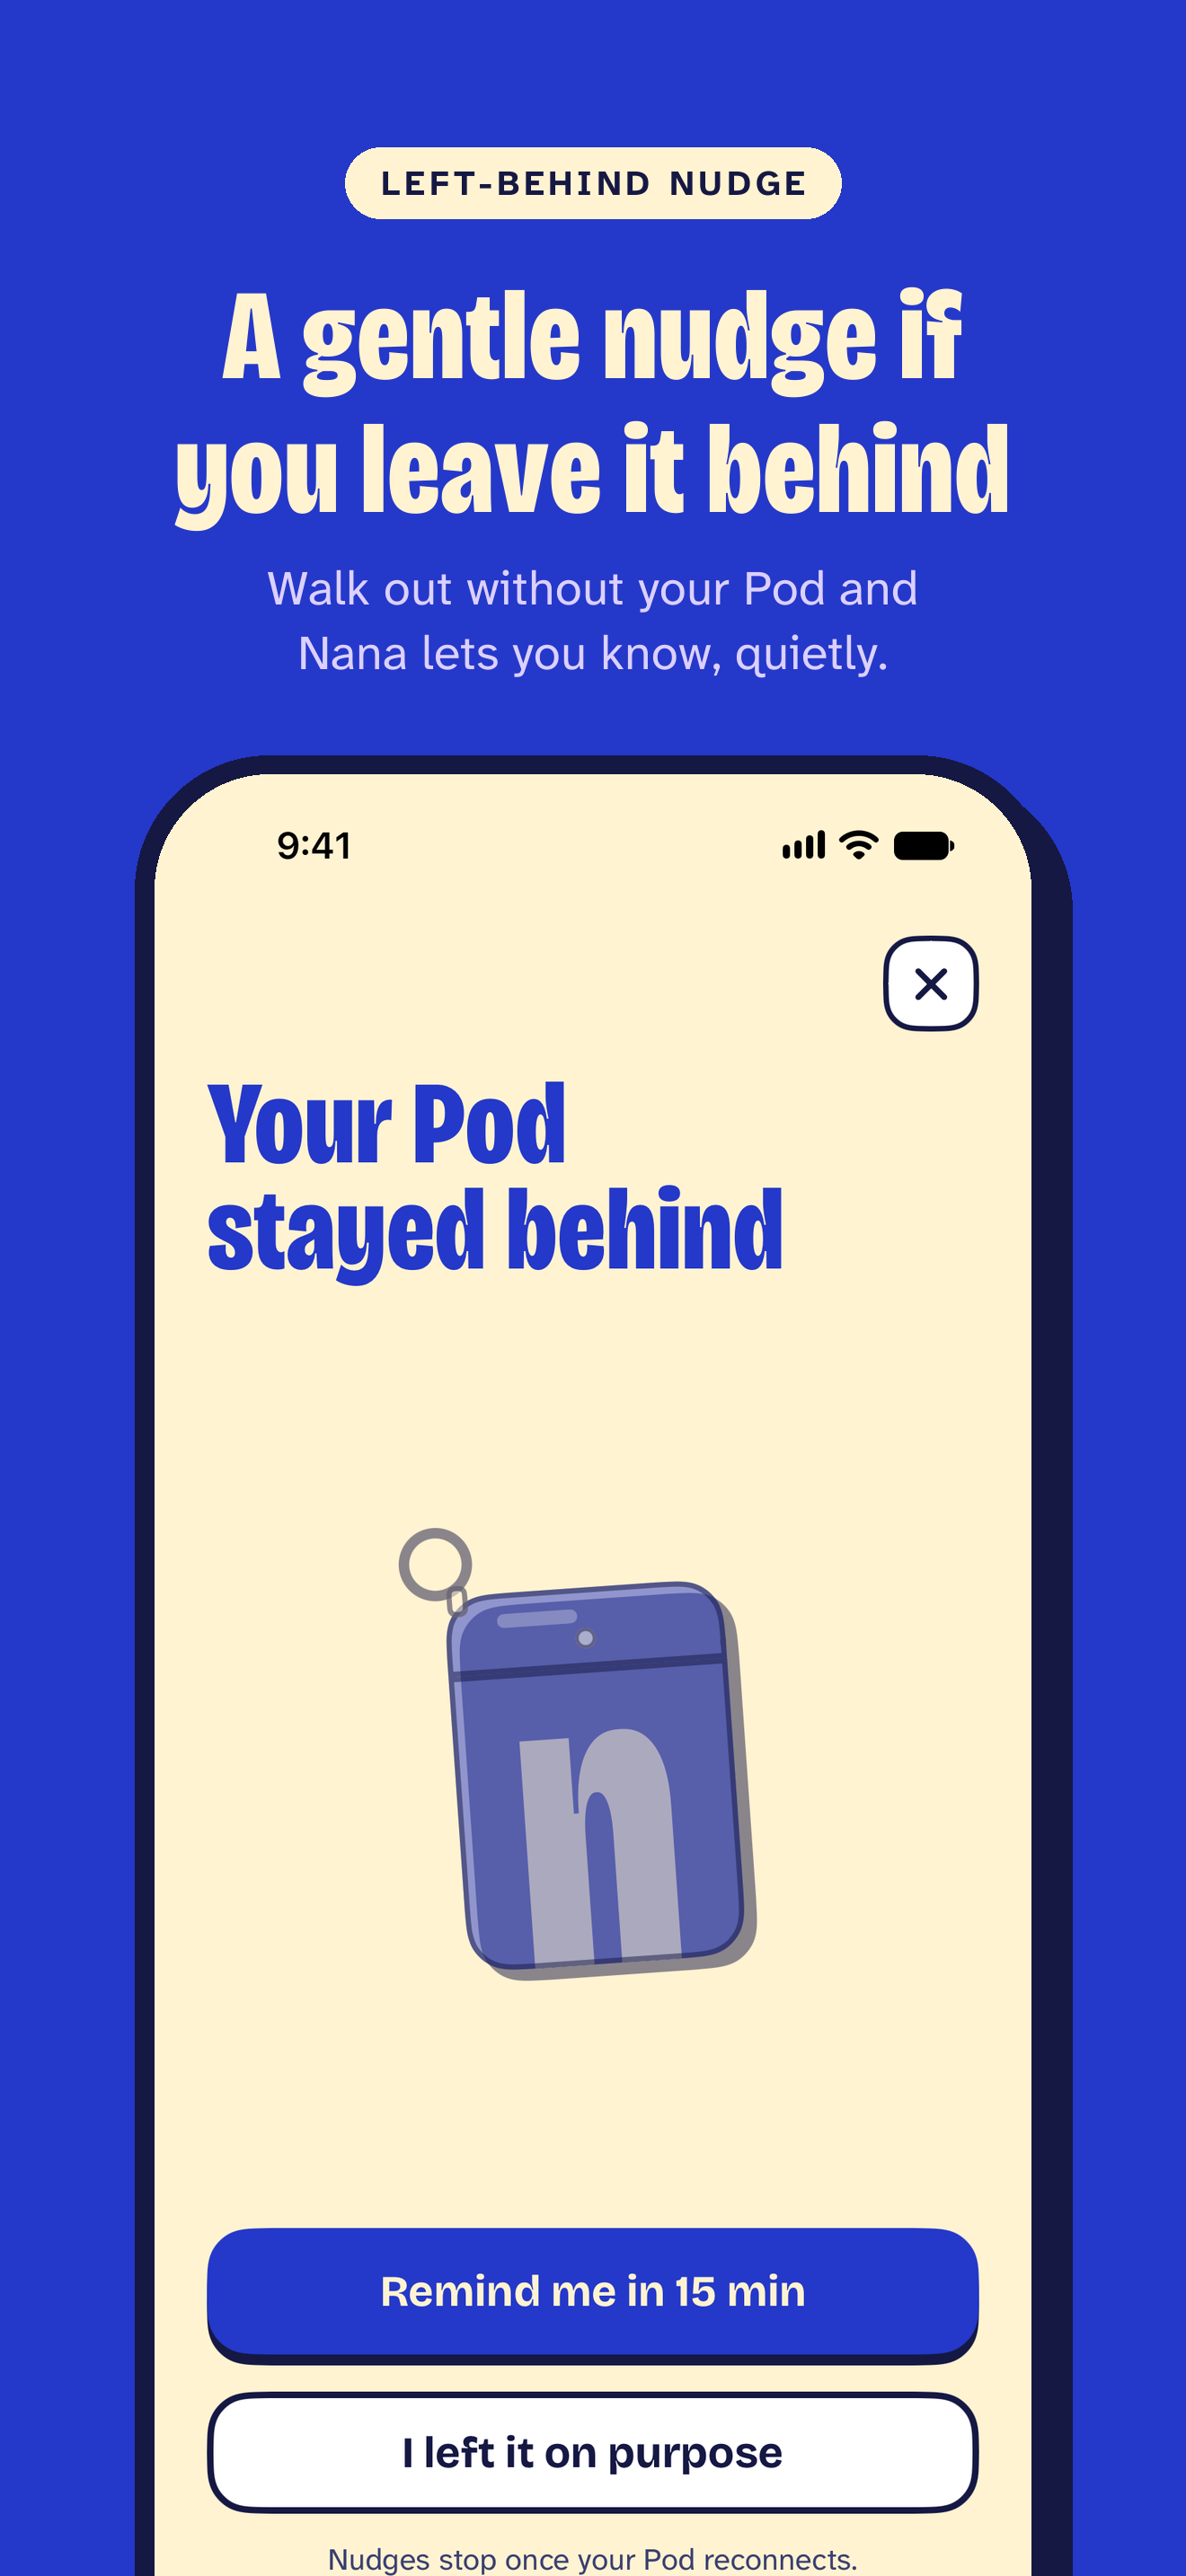 LEFT-BEHIND NUDGE
A gentle nudge if
you leave it behind
Walk out without your Pod and
Nana lets you know, quietly.
9:41
Your Pod
stayed behind
n
Remind me in 15 min
I left it on purpose
Nudges stop once your Pod reconnects.